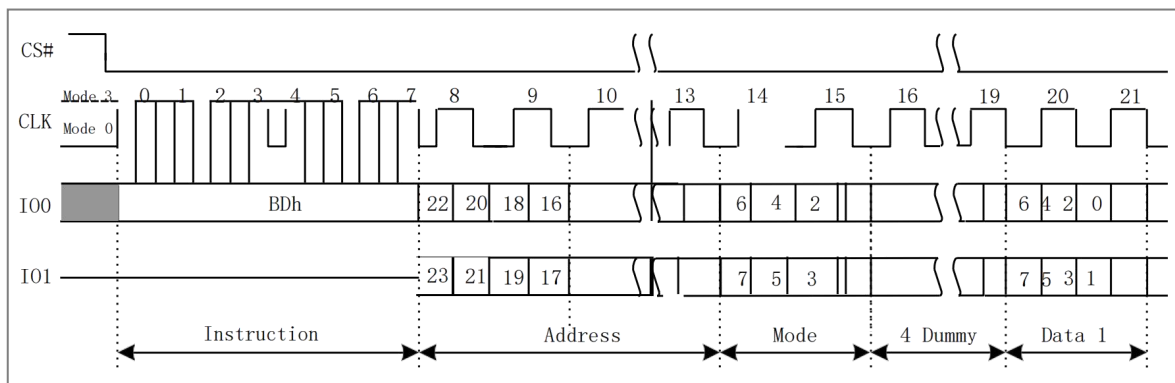 CS#
Mode 3 0 1 2 3 4 5 6 7 8 9 10 13 14 15 16 19 20 21
CLK
Mode 0
IO0 BDh 22 20 18 16 6 4 2 6 4 2 0
IO1 23 21 19 17 7 5 3 7 5 3 1
Instruction Address Mode 4 Dummy Data 1